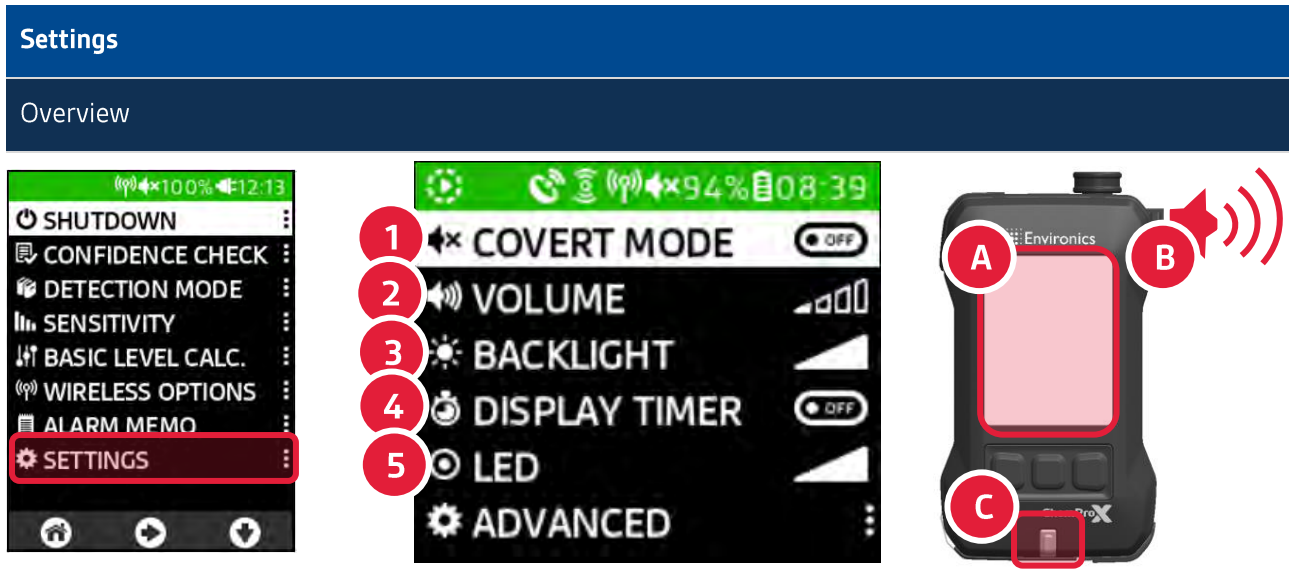 Settings
Overview
100% 12:13
SHUTDOWN
CONFIDENCE CHECK
DETECTION MODE
SENSITIVITY
BASIC LEVEL CALC.
WIRELESS OPTIONS
ALARM MEMO
SETTINGS
94% 08:39
1 COVERT MODE OFF
2 VOLUME
3 BACKLIGHT
4 DISPLAY TIMER OFF
5 LED
ADVANCED
A
Environics
B
C
ChemProX